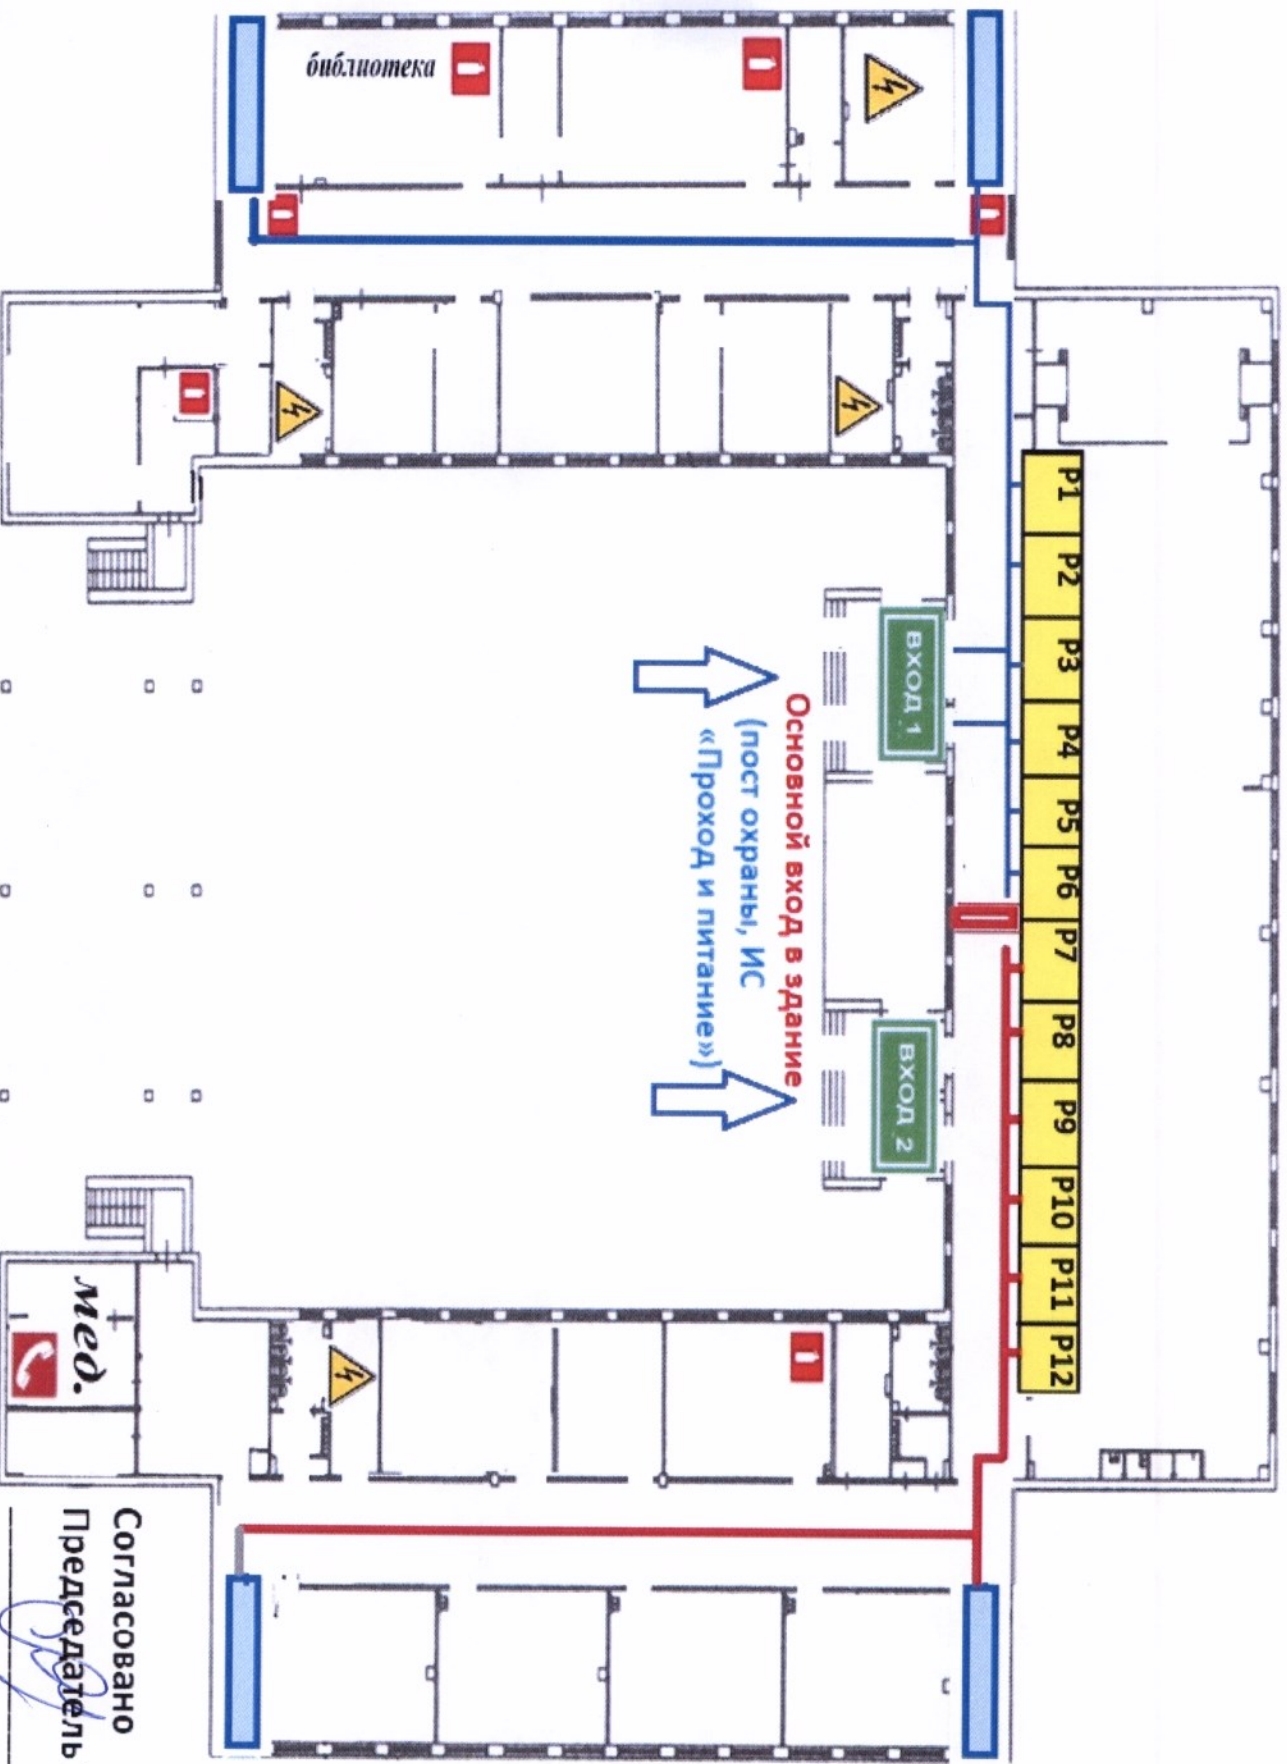 библиотека
P1
P2
P3
P4
P5
P6
P7
P8
P9
P10
P11
P12
ВХОД 1
ВХОД 2
Основной вход в здание
(пост охраны, ИС
«Проход и питание»)
мед.
Согласовано
Председатель